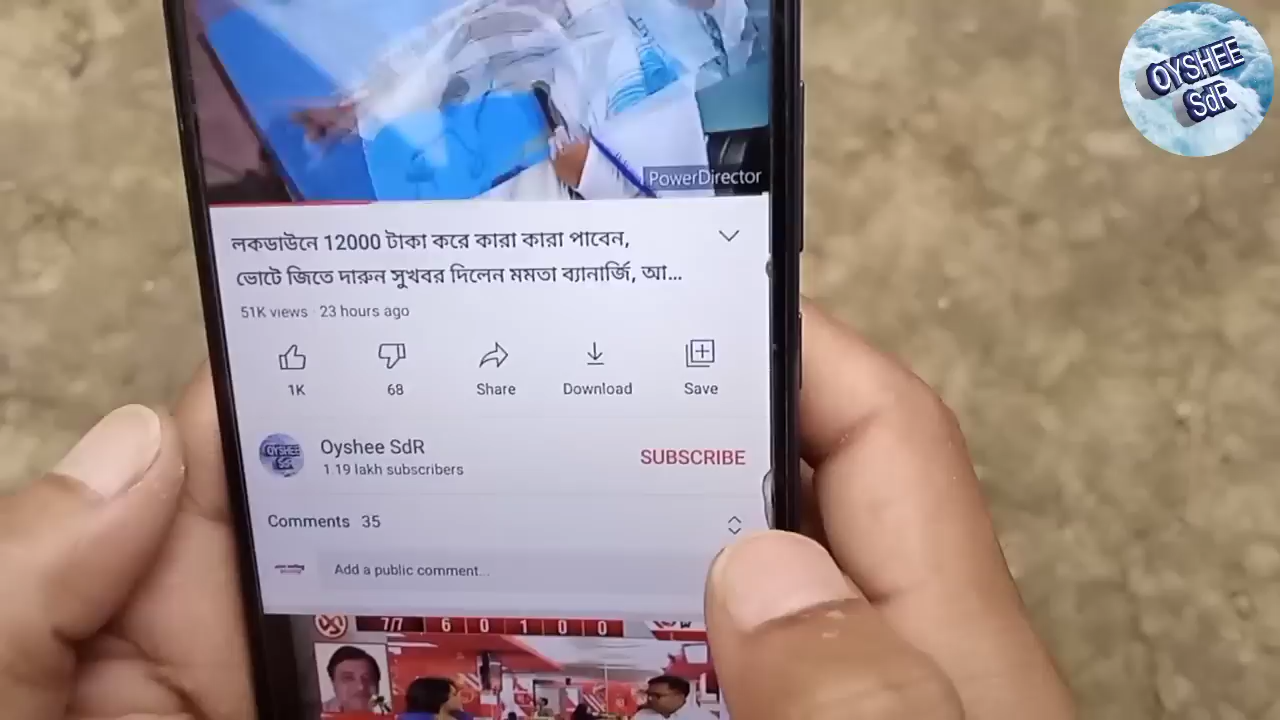 OYSHEE
SdR
PowerDirector
লকডাউনে 12000 টাকা করে কারা কারা পাবেন,
ভোটে জিতে দারুন সুখবর দিলেন মমতা ব্যানার্জি, আ...
51K views · 23 hours ago
1K
68
Share
Download
Save
OYSHEE
SdR
Oyshee SdR
1.19 lakh subscribers
SUBSCRIBE
Comments 35
Add a public comment...
7/7 6 0 1 0 0